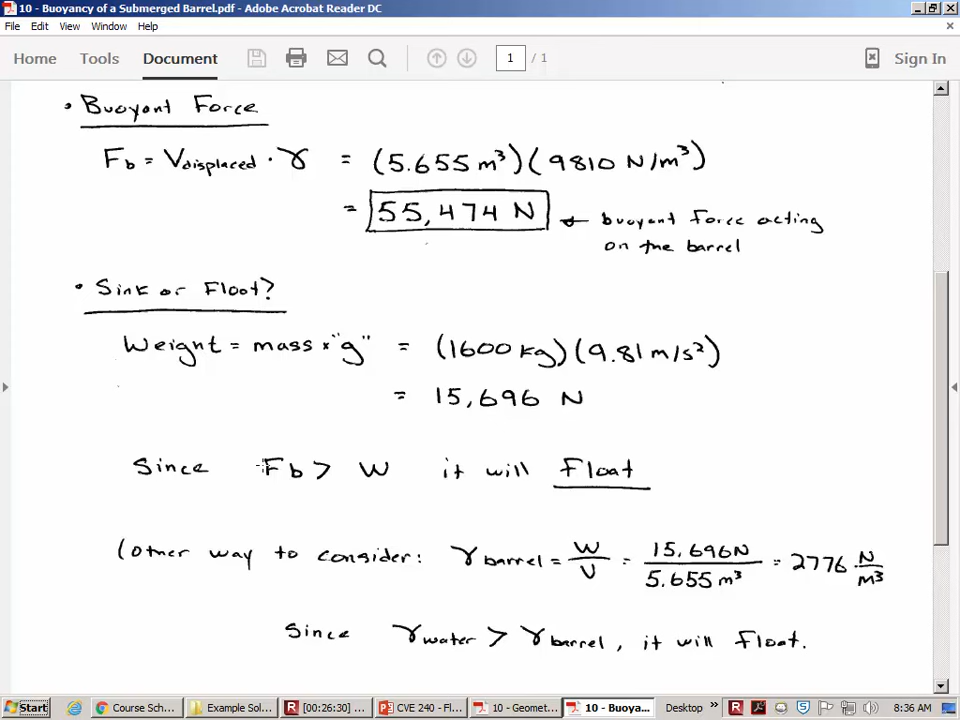 10 - Buoyancy of a Submerged Barrel.pdf - Adobe Acrobat Reader DC
File Edit View Window Help
Home Tools Document 1 / 1 Sign In
• Buoyant Force
Fb = Vdisplaced · γ = (5.655 m³)(9810 N/m³)
= 55,474 N ← buoyant force acting
on the barrel
• Sink or Float?
Weight = mass × "g" = (1600 kg)(9.81 m/s²)
= 15,696 N
Since Fb > W it will Float
(other way to consider: γbarrel = W/V = 15,696N/5.655 m³ = 2776 N/m³
Since γwater > γbarrel, it will float.
Start Course Sch... Example Sol... [00:26:30] ... CVE 240 - Fl... 10 - Geomet... 10 - Buoya... Desktop » 8:36 AM